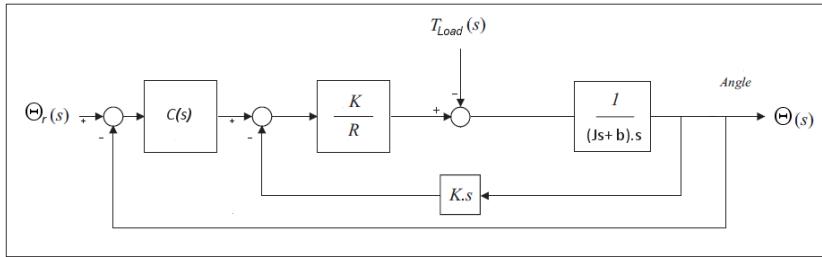 T_Load (s)
Θ_r (s)
+
-
C(s)
+
-
K
R
+
-
1
(Js+ b).s
Angle
Θ(s)
K.s